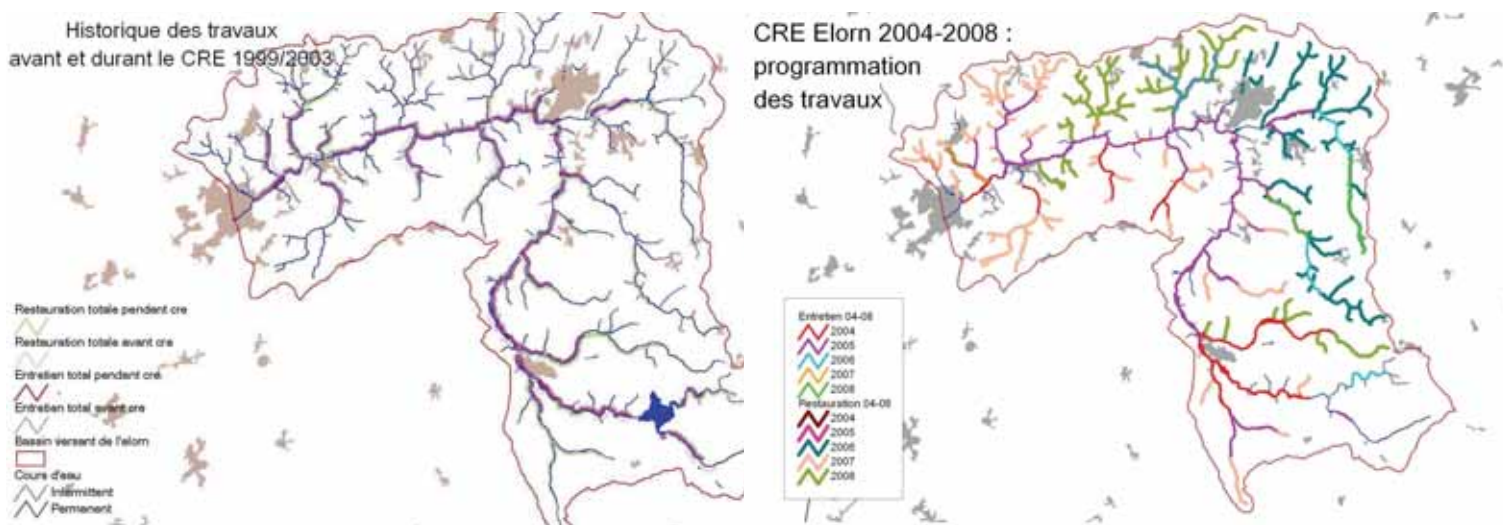 Historique des travaux
avant et durant le CRE 1999/2003
Restauration totale pendent cre
Restauration totale avant cre
Entretien total pendent cre
Entretien total avant cre
Bassin versant de l'elorn
Cours d'eau
Intermittent
Permanent
CRE Elorn 2004-2008 :
programmation
des travaux
Entretien 04-08
2004
2005
2006
2007
2008
Restauration 04-08
2004
2005
2006
2007
2008